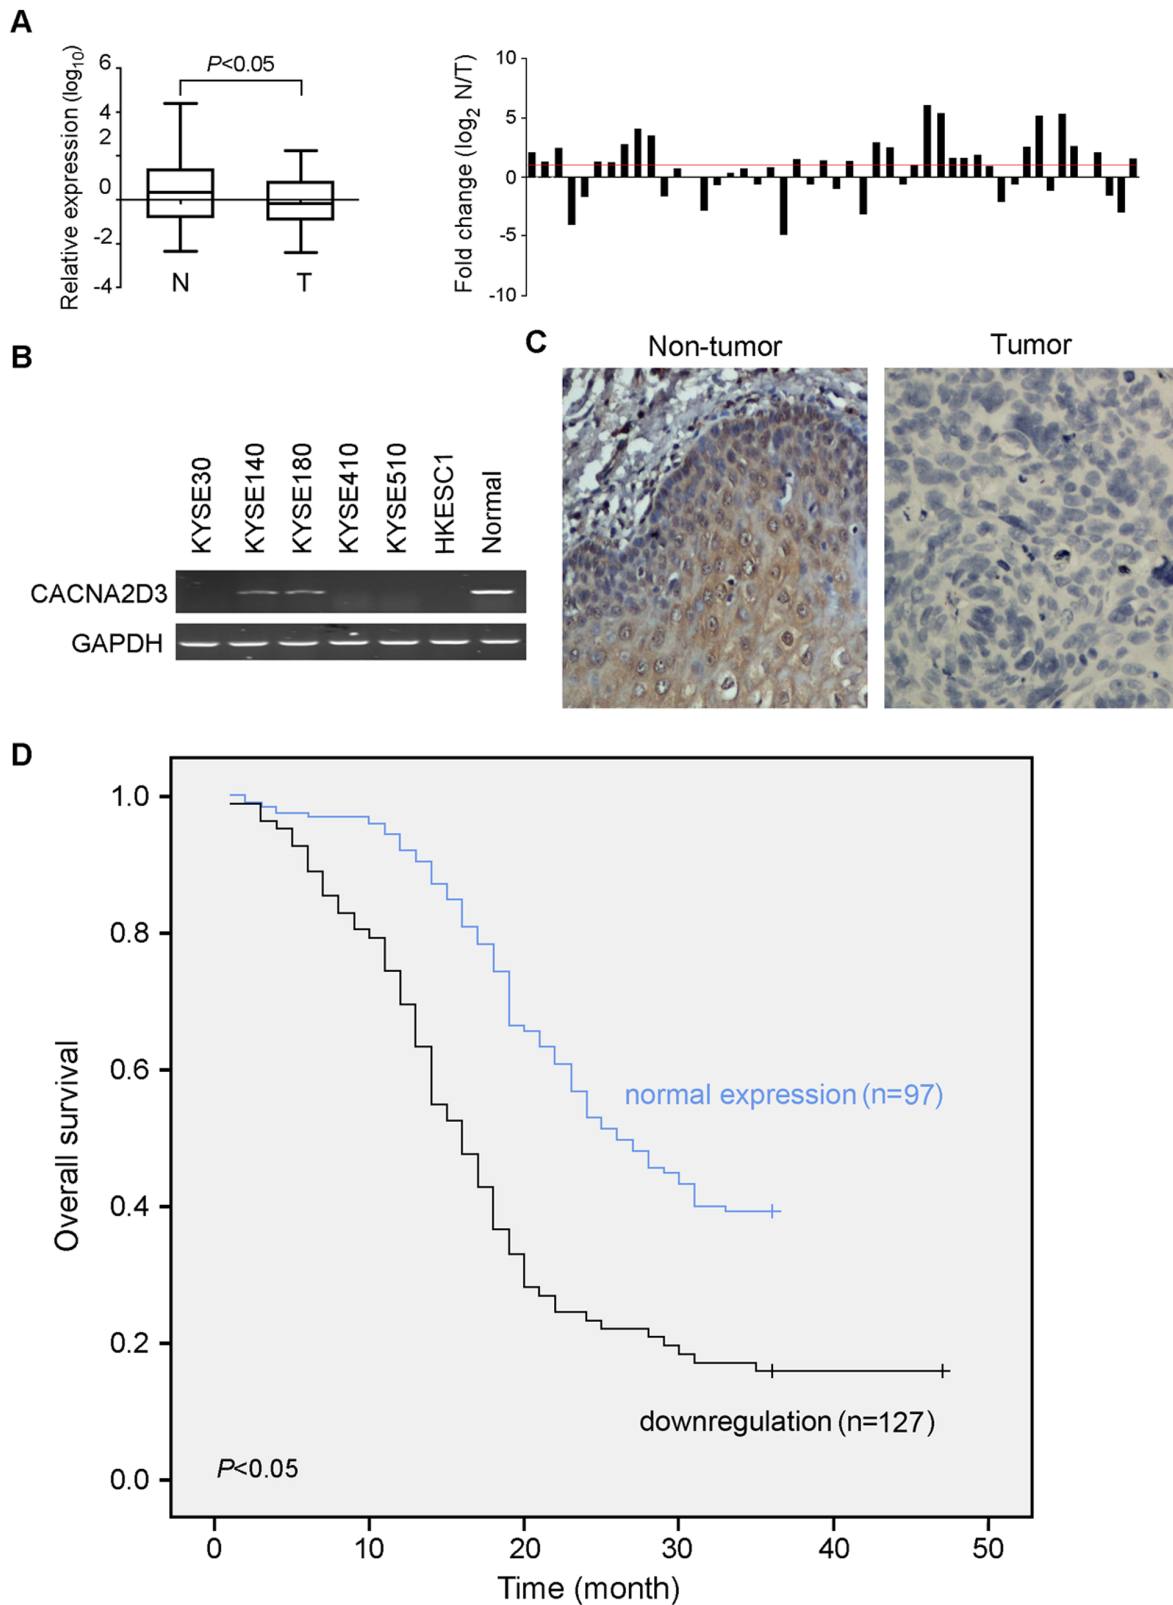 A
Relative expression (log10)
6
4
2
0
-2
-4
P<0.05
N
T
Fold change (log2 N/T)
10
5
0
-5
-10
B
KYSE30
KYSE140
KYSE180
KYSE410
KYSE510
HKESC1
Normal
CACNA2D3
GAPDH
C
Non-tumor
Tumor
D
Overall survival
1.0
0.8
0.6
0.4
0.2
0.0
normal expression (n=97)
downregulation (n=127)
P<0.05
0
10
20
30
40
50
Time (month)